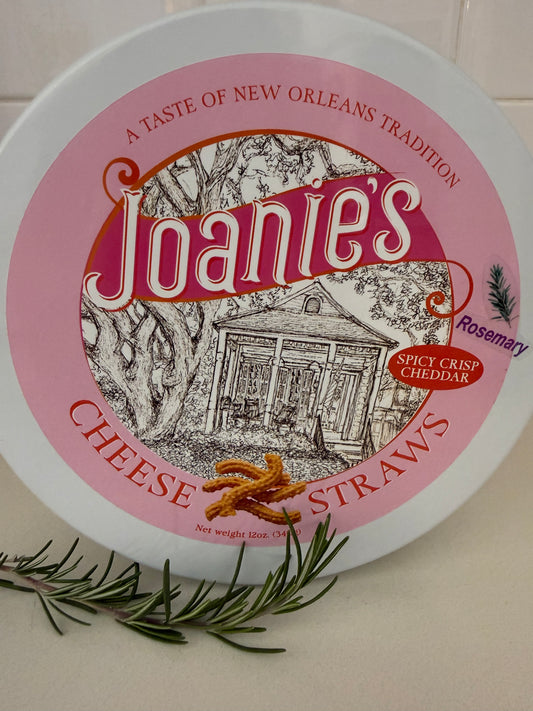 A TASTE OF NEW ORLEANS TRADITION
Joanie's
Rosemary
SPICY CRISP
CHEDDAR
CHEESE STRAWS
Net weight 12oz.